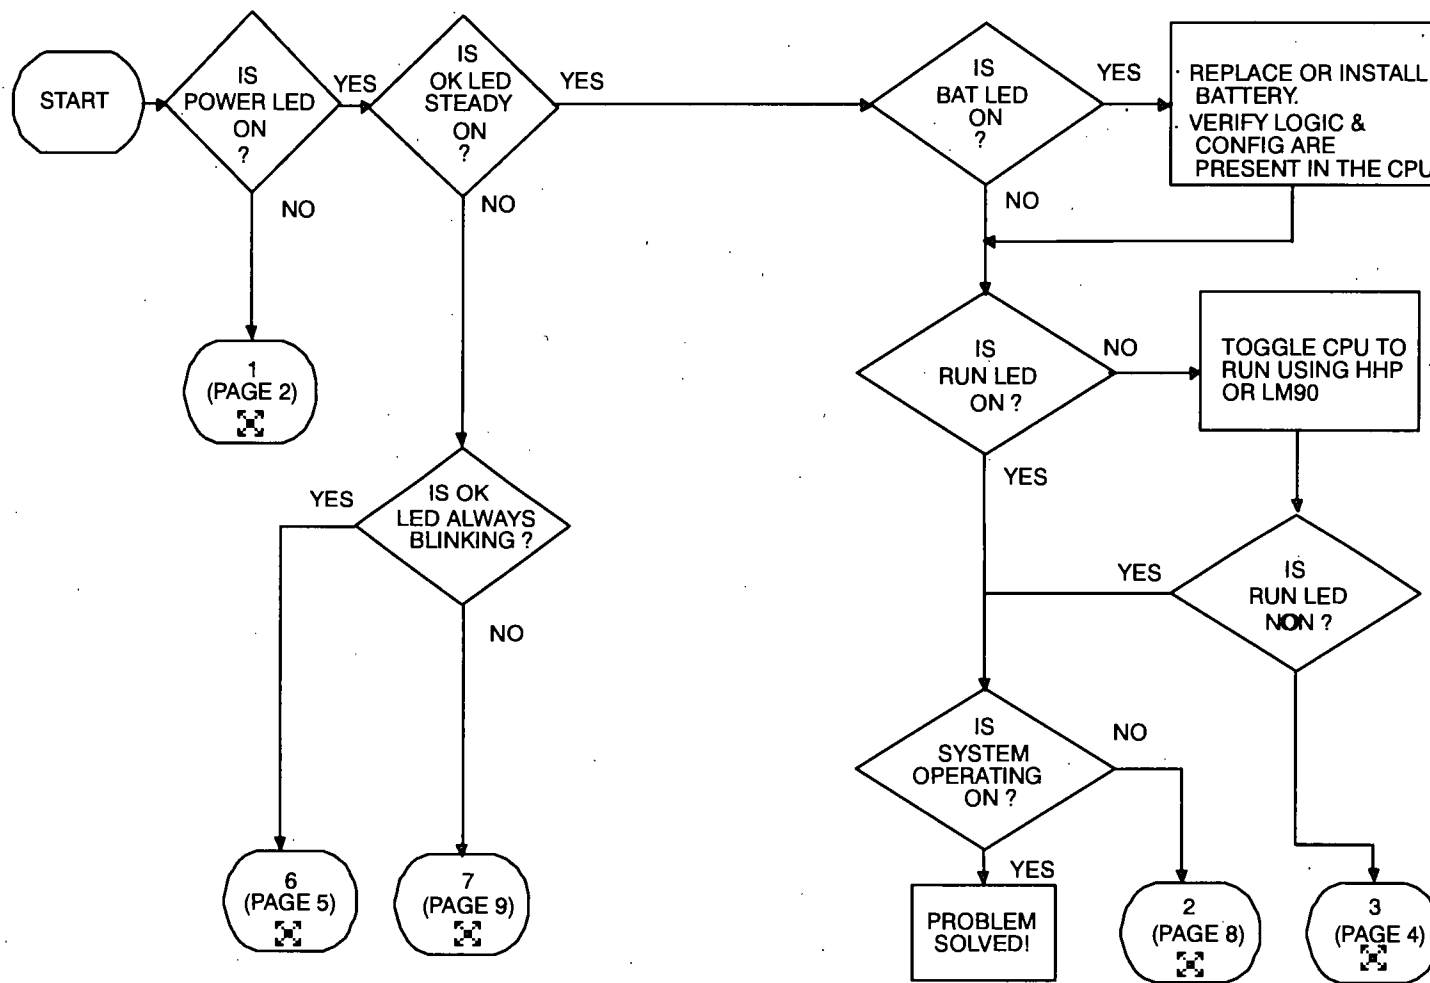 START
IS
POWER LED
ON
?
YES
NO
1
(PAGE 2)
IS
OK LED
STEADY
ON
?
YES
NO
IS OK
LED ALWAYS
BLINKING ?
YES
NO
6
(PAGE 5)
7
(PAGE 9)
IS
BAT LED
ON
?
YES
NO
REPLACE OR INSTALL
BATTERY.
VERIFY LOGIC &
CONFIG ARE
PRESENT IN THE CPU
IS
RUN LED
ON ?
NO
YES
TOGGLE CPU TO
RUN USING HHP
OR LM90
IS
RUN LED
NON ?
YES
IS
SYSTEM
OPERATING
ON ?
NO
YES
PROBLEM
SOLVED!
2
(PAGE 8)
3
(PAGE 4)